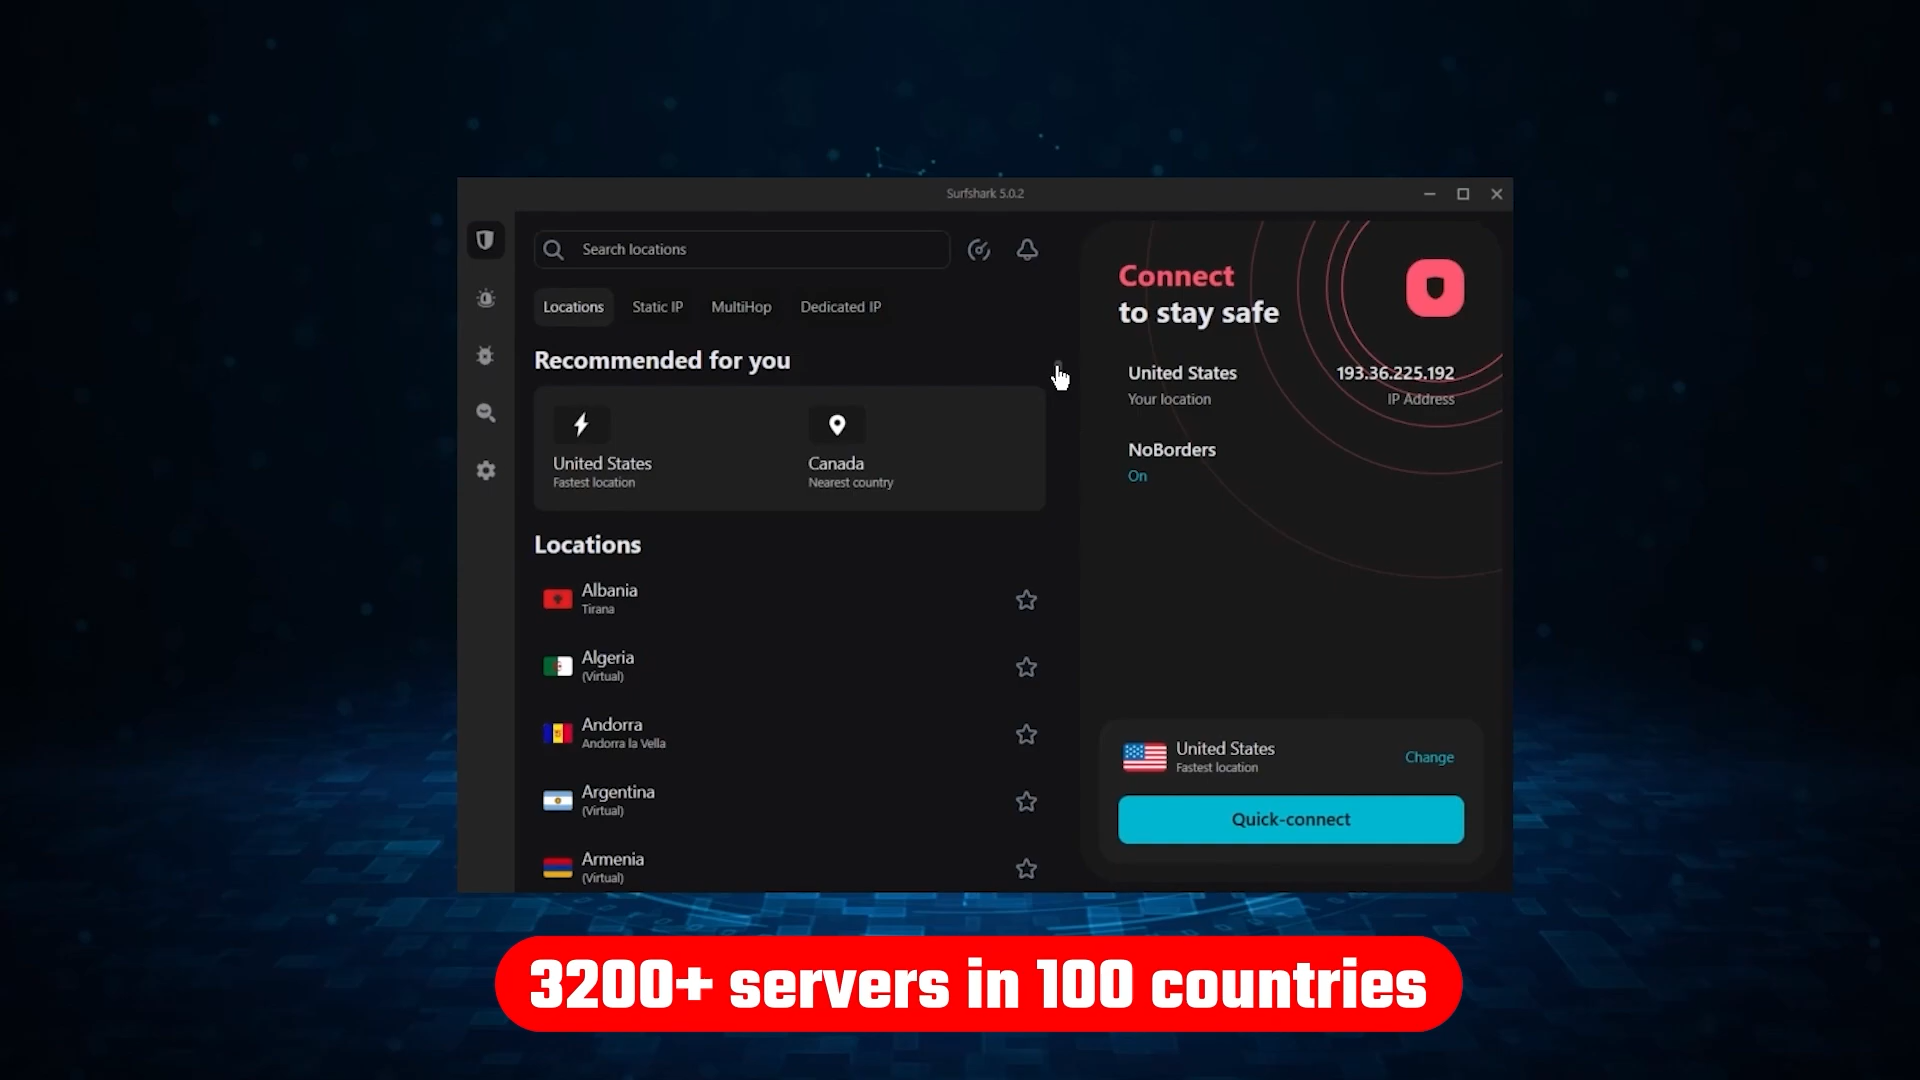 Surfshark 5.0.2
Search locations
Locations
Static IP
MultiHop
Dedicated IP
Recommended for you
United States
Fastest location
Canada
Nearest country
Locations
Albania
Tirana
Algeria
(Virtual)
Andorra
Andorra la Vella
Argentina
(Virtual)
Armenia
(Virtual)
Connect
to stay safe
United States
193.36.225.192
Your location
IP Address
NoBorders
On
United States
Fastest location
Change
Quick-connect
3200+ servers in 100 countries